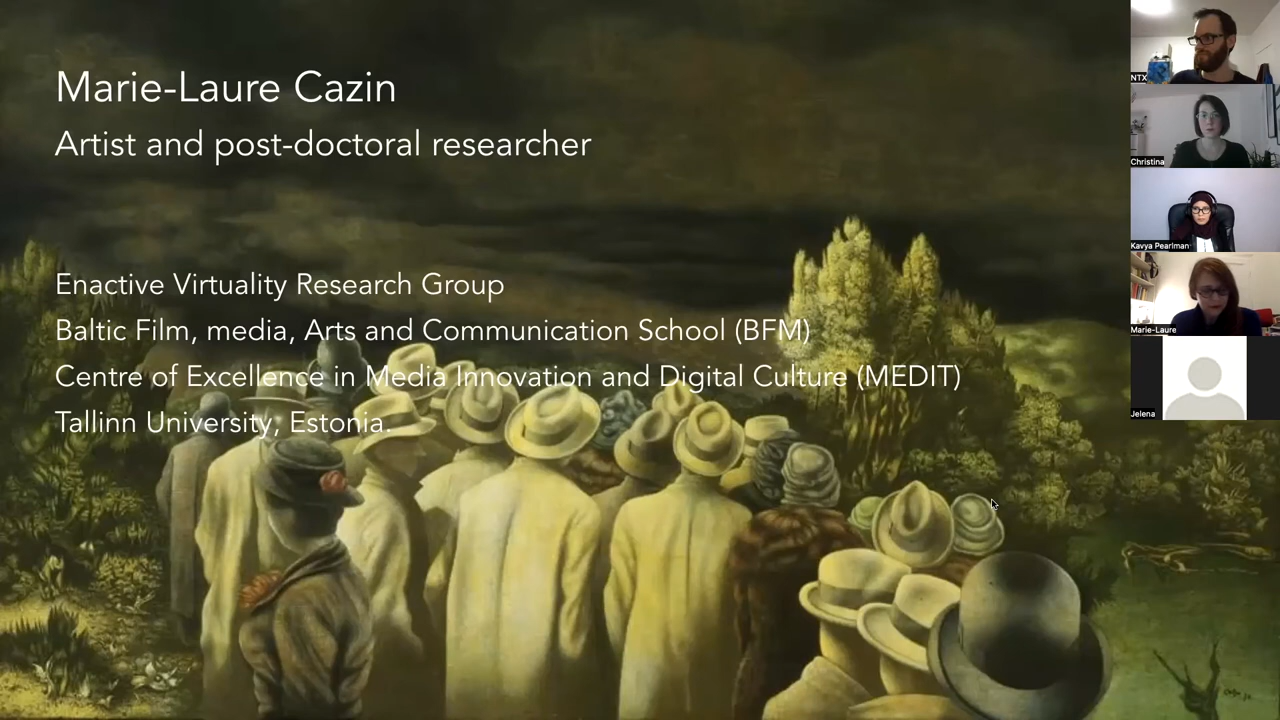 Marie-Laure Cazin
Artist and post-doctoral researcher
Enactive Virtuality Research Group
Baltic Film, media, Arts and Communication School (BFM)
Centre of Excellence in Media Innovation and Digital Culture (MEDIT)
Tallinn University, Estonia.
NTX
Christina
Kavya Pearlman
Marie-Laure
Jelena